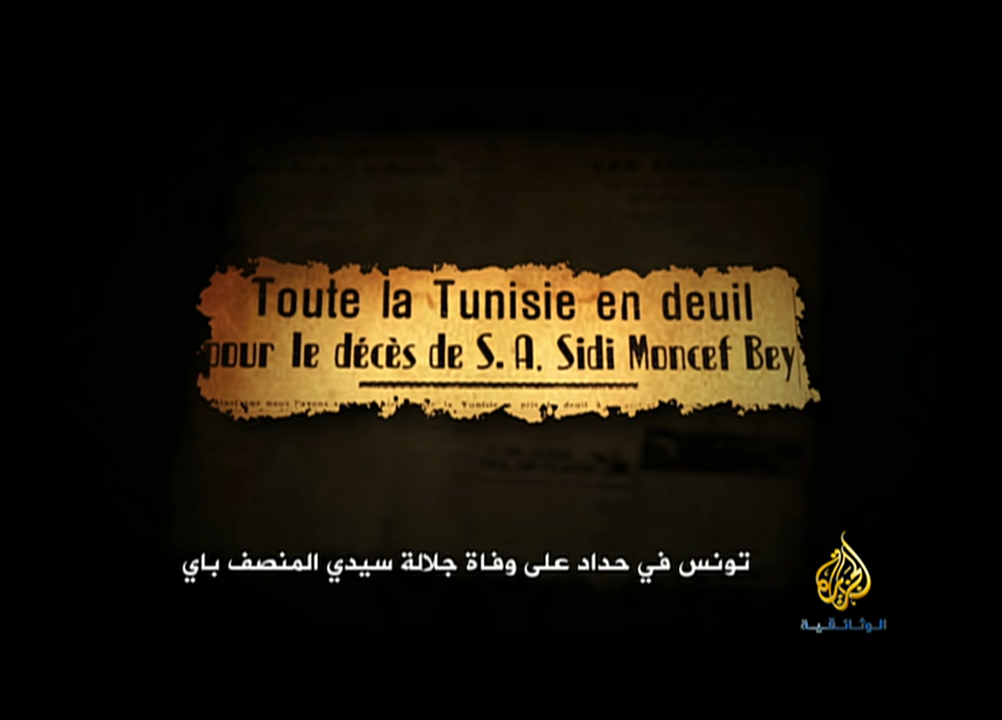 Toute la Tunisie en deuil
pour le décès de S. A. Sidi Moncef Bey
تونس في حداد على وفاة جلالة سيدي المنصف باي
الجزيرة
الوثائقية